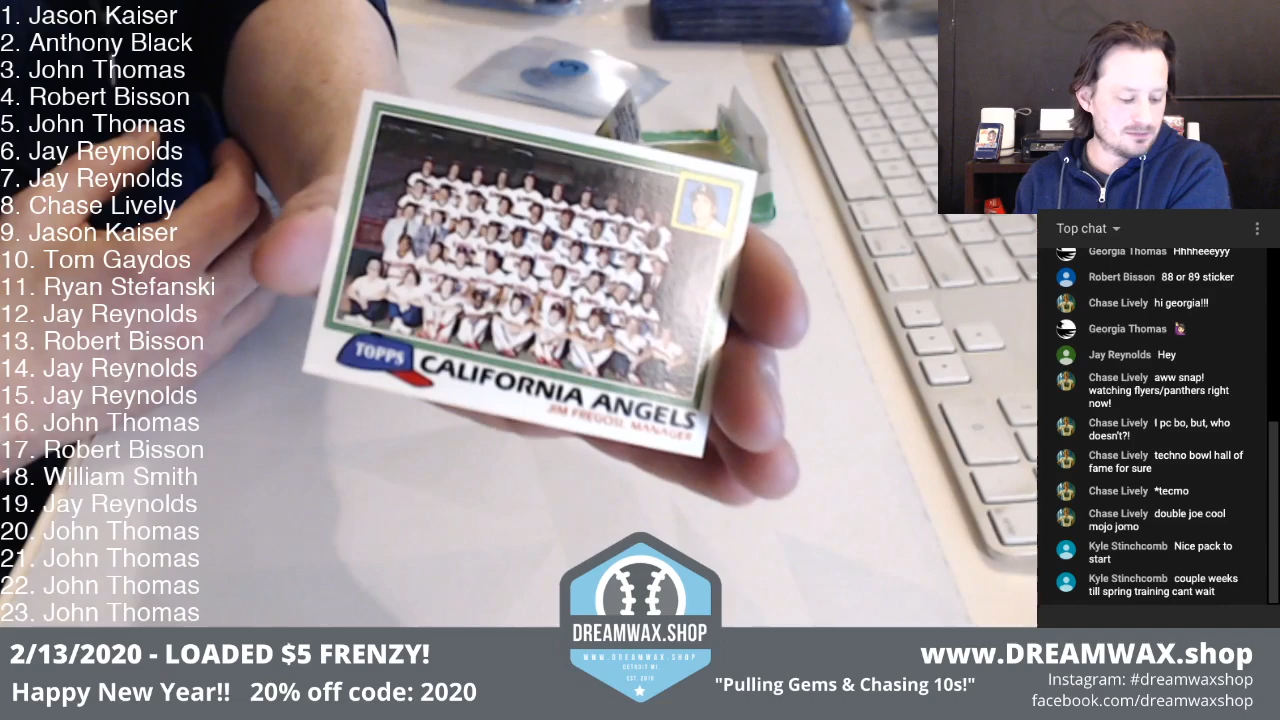 1. Jason Kaiser
2. Anthony Black
3. John Thomas
4. Robert Bisson
5. John Thomas
6. Jay Reynolds
7. Jay Reynolds
8. Chase Lively
9. Jason Kaiser
10. Tom Gaydos
11. Ryan Stefanski
12. Jay Reynolds
13. Robert Bisson
14. Jay Reynolds
15. Jay Reynolds
16. John Thomas
17. Robert Bisson
18. William Smith
19. Jay Reynolds
20. John Thomas
21. John Thomas
22. John Thomas
23. John Thomas
TOPPS
CALIFORNIA ANGELS
JIM FREGOSI, MANAGER
Top chat
Georgia Thomas Hhhheeeyyy
Robert Bisson 88 or 89 sticker
Chase Lively hi georgia!!!
Georgia Thomas
Jay Reynolds Hey
Chase Lively aww snap!
watching flyers/panthers right
now!
Chase Lively I pc bo, but, who
doesn't?!
Chase Lively techno bowl hall of
fame for sure
Chase Lively *tecmo
Chase Lively double joe cool
mojo jomo
Kyle Stinchcomb Nice pack to
start
Kyle Stinchcomb couple weeks
till spring training cant wait
2/13/2020 - LOADED $5 FRENZY!
Happy New Year!! 20% off code: 2020
DREAMWAX.SHOP
WWW.DREAMWAX.SHOP
DETROIT MI
EST. 2019
"Pulling Gems & Chasing 10s!"
www.DREAMWAX.shop
Instagram: #dreamwaxshop
facebook.com/dreamwaxshop